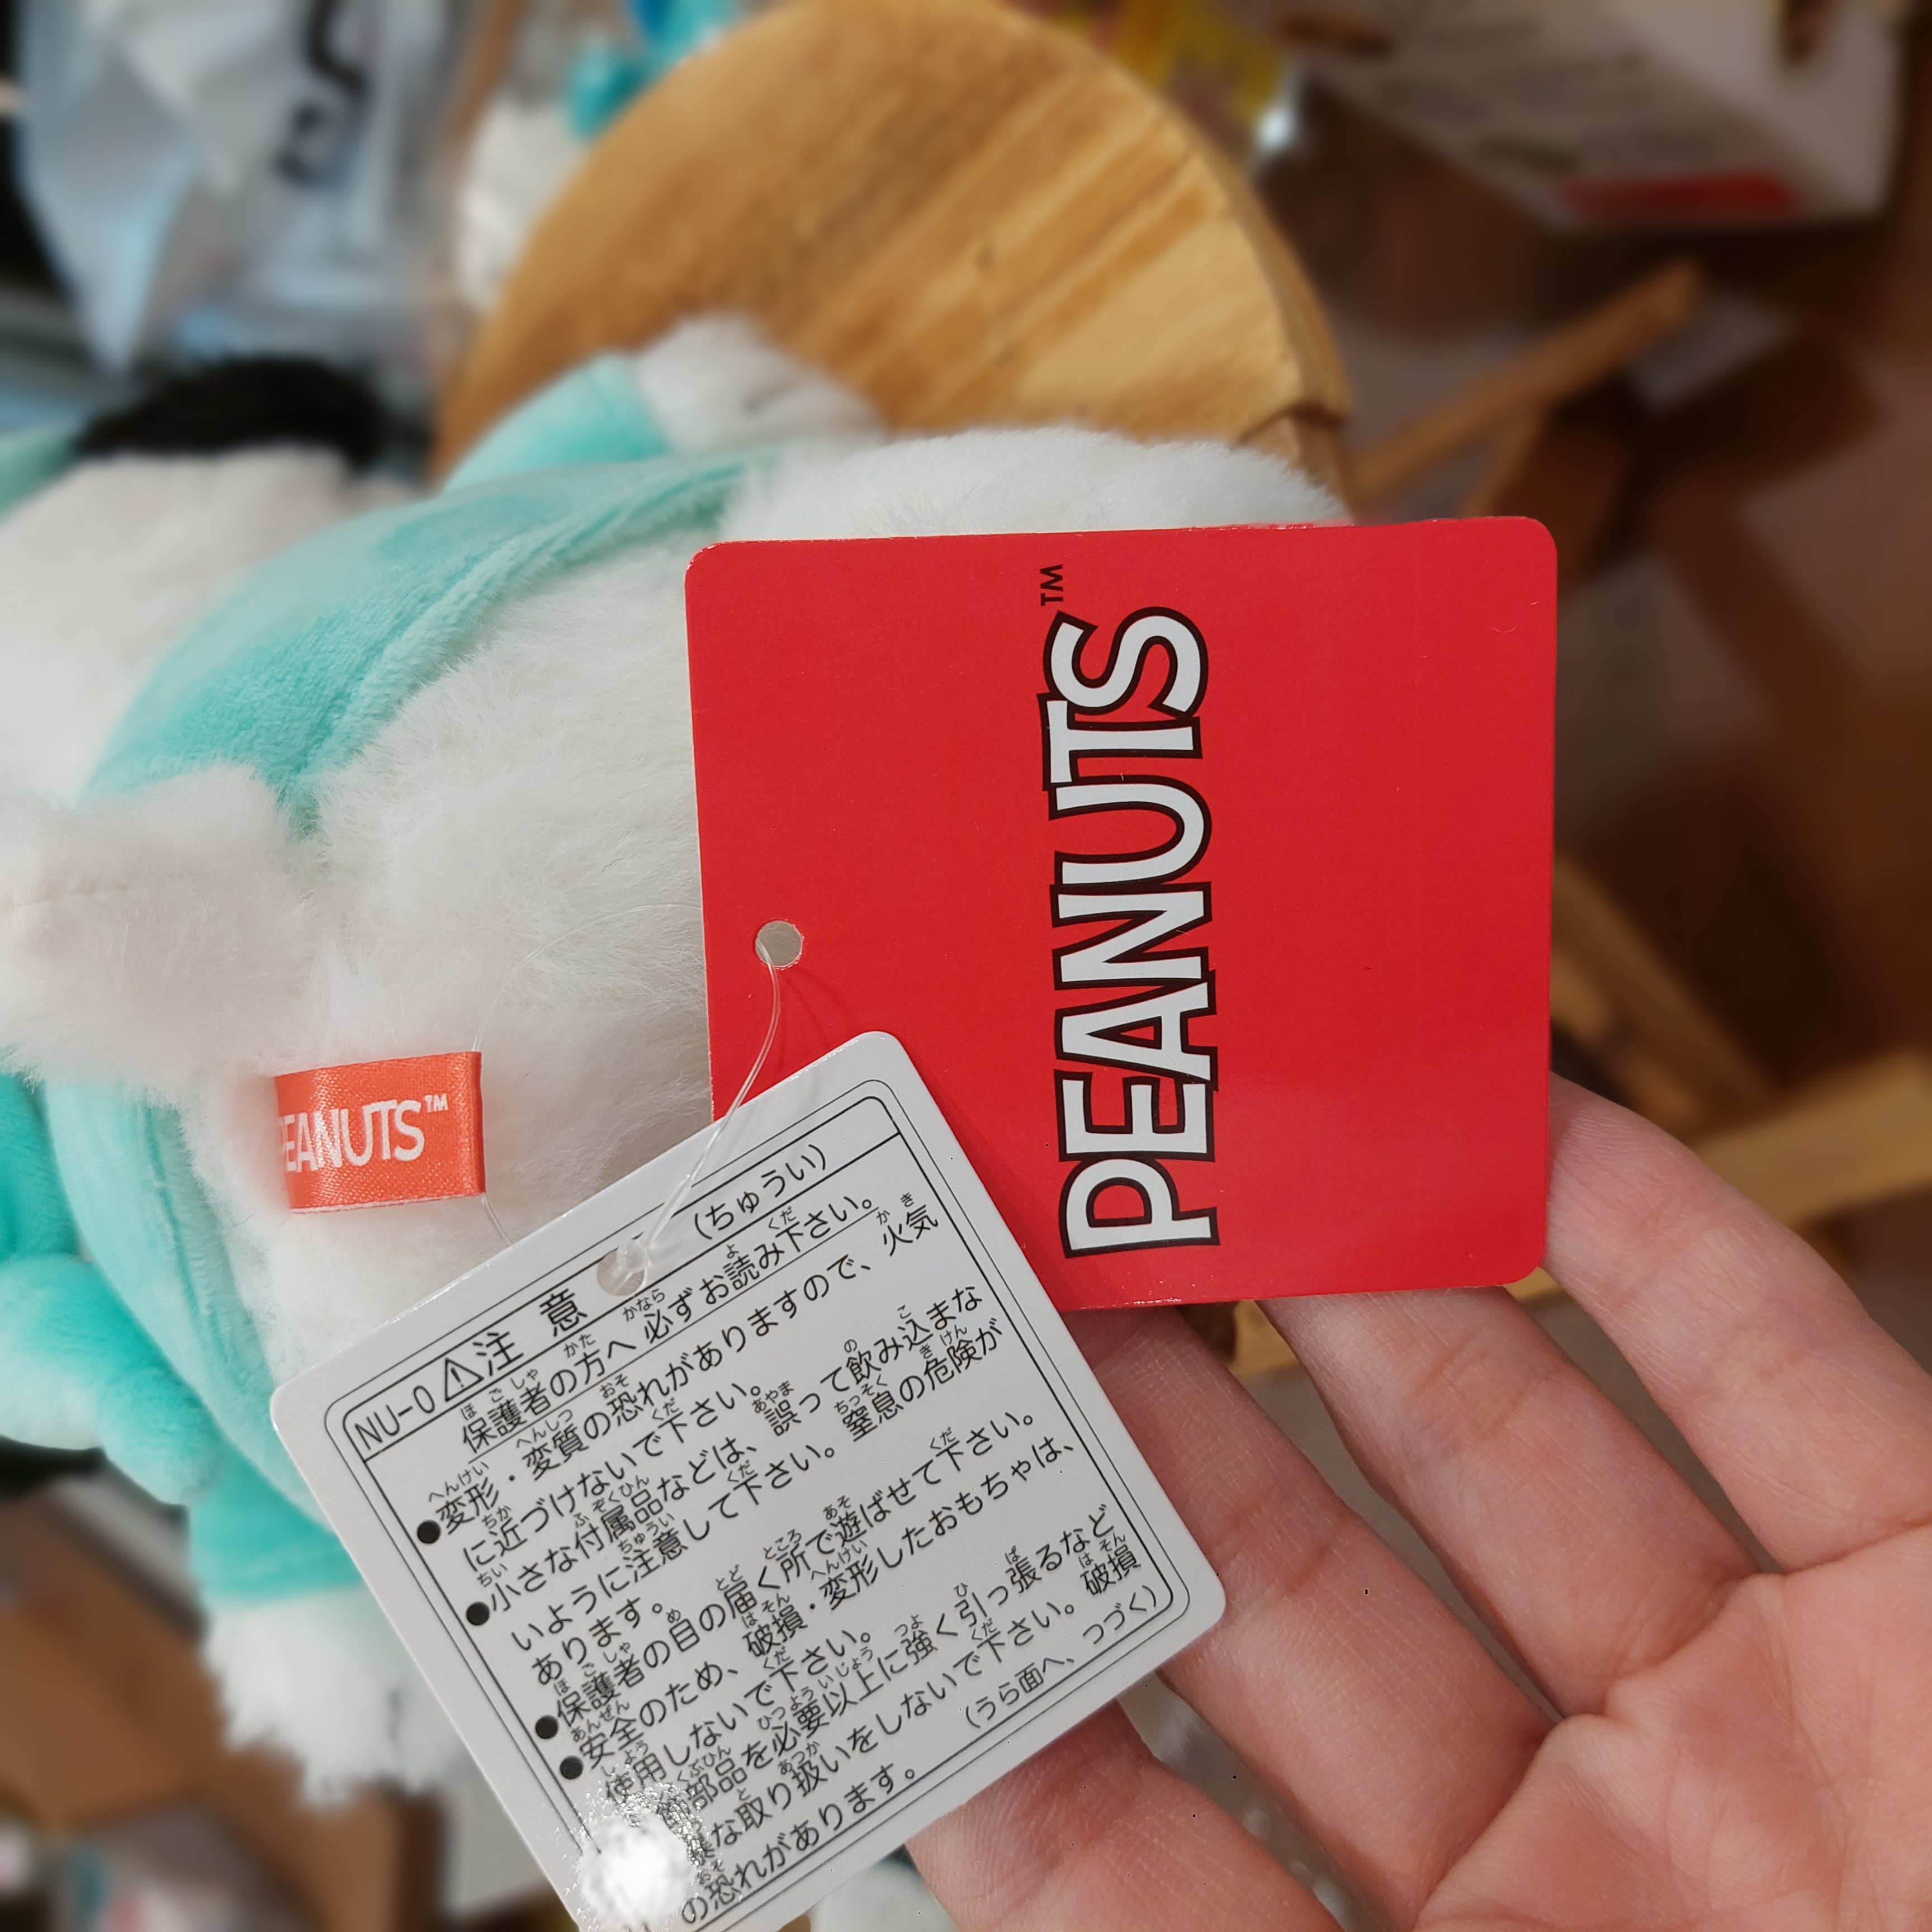 PEANUTS™
PEANUTS™
NU-0 ⚠注 意 (ちゅうい)
保護者の方へ 必ずお読み下さい。
●変形・変質の恐れがありますので、火気
に近づけないで下さい。
●小さな付属品などは、誤って飲み込まな
いように注意して下さい。窒息の危険が
あります。
●保護者の目の届く所で遊ばせて下さい。
●安全のため、破損・変形したおもちゃは、
使用しないで下さい。
部品を必要以上に強く引っ張るなど
な取り扱いをしないで下さい。破損
の恐れがあります。
(うら面へ、つづく)